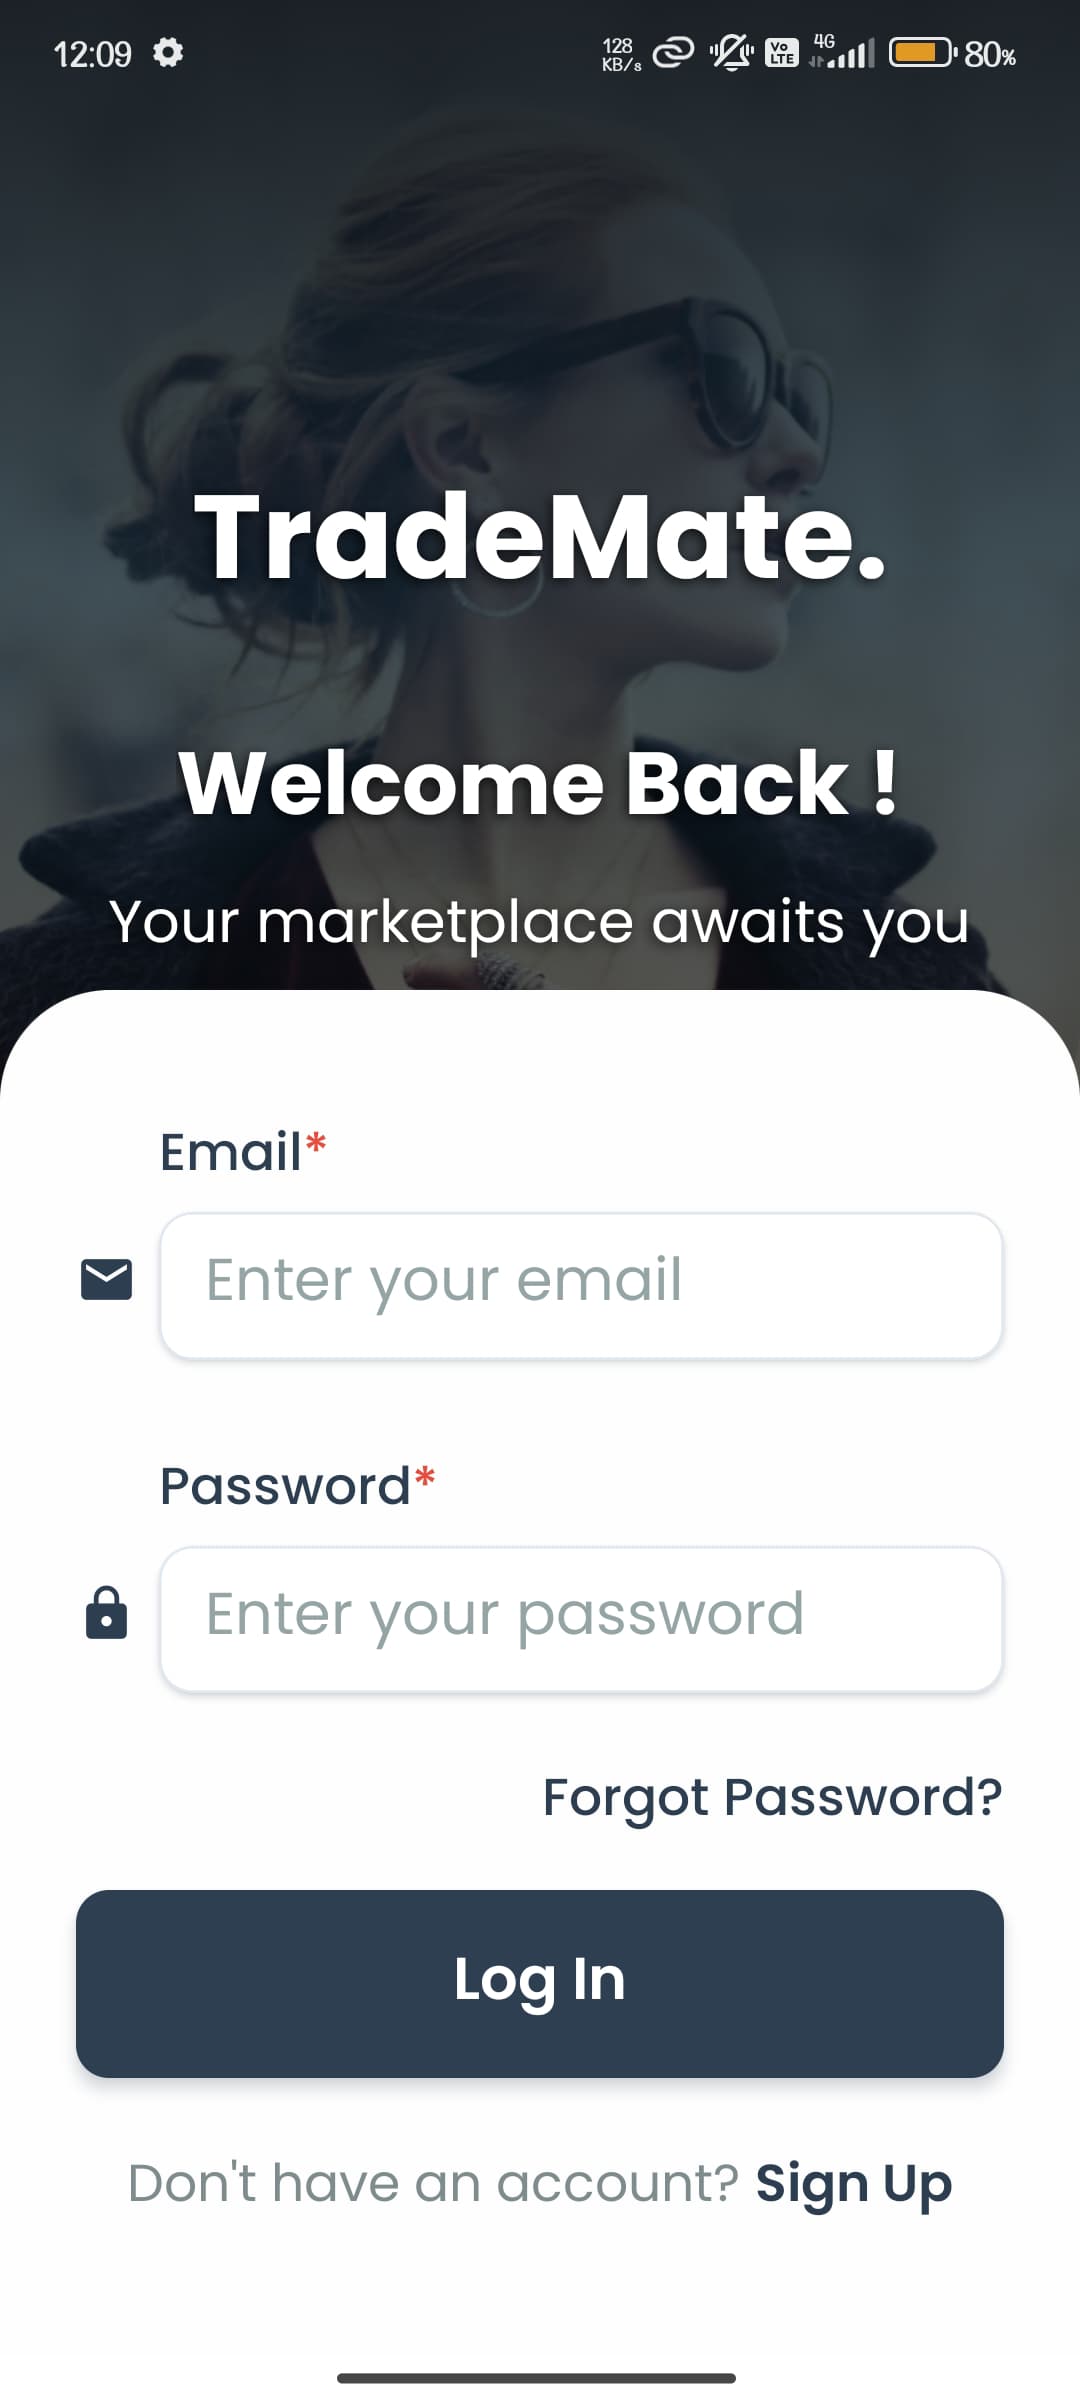 12:09 128 KB/s Vo LTE 4G 80%
TradeMate.
Welcome Back !
Your marketplace awaits you
Email*
Enter your email
Password*
Enter your password
Forgot Password?
Log In
Don't have an account? Sign Up